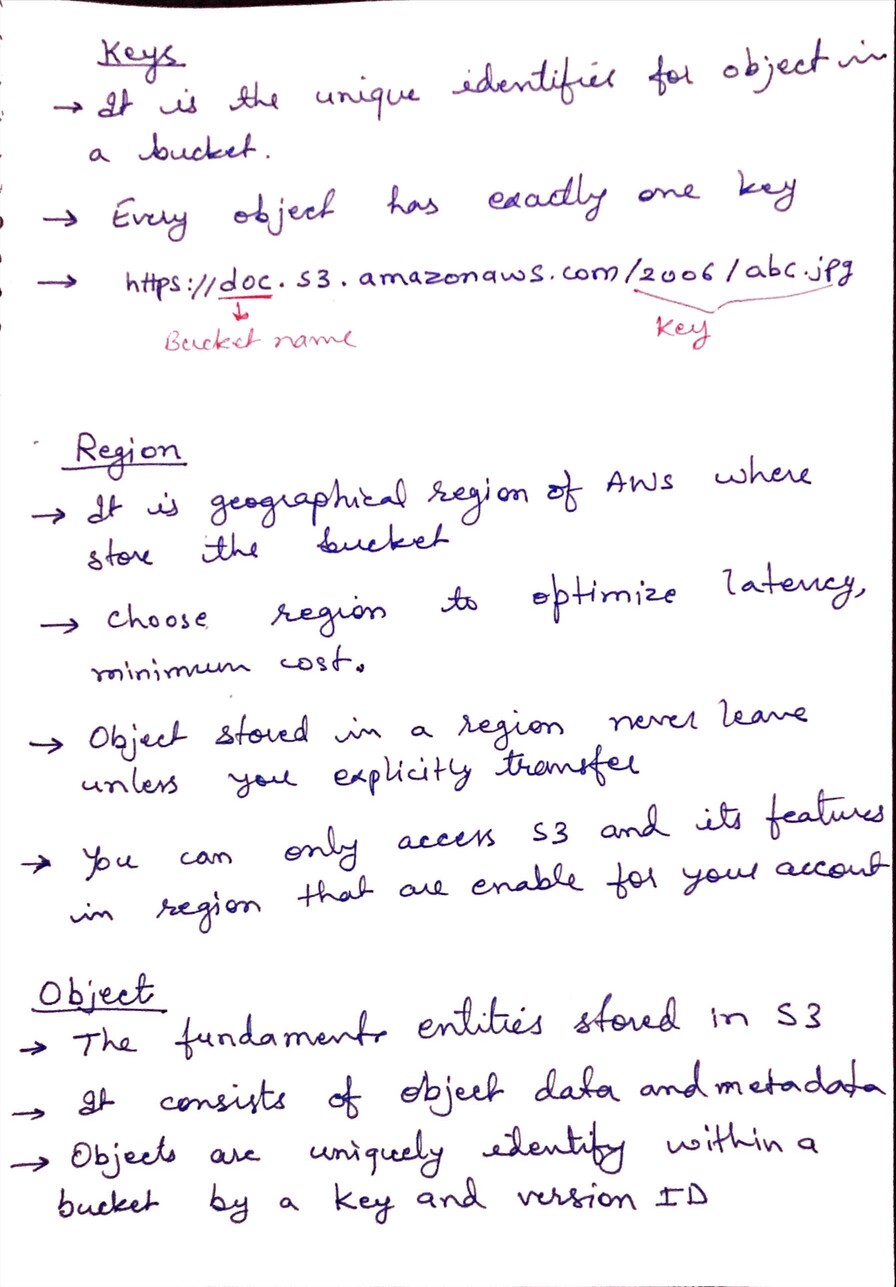 Keys
→ It is the unique identifier for object in
a bucket.
→ Every object has exactly one key
→ https://doc.s3.amazonaws.com/2006/abc.jpg
Bucket name
Key
Region
→ It is geographical region of AWS where
store the bucket
→ choose region to optimize latency,
minimum cost.
→ Object stored in a region never leave
unless you explicitly transfer
→ You can only access S3 and its features
in region that are enable for your accout
Object
→ The fundament entities stored in S3
→ It consists of object data and metadata
→ Objects are uniquely identify within a
bucket by a key and version ID